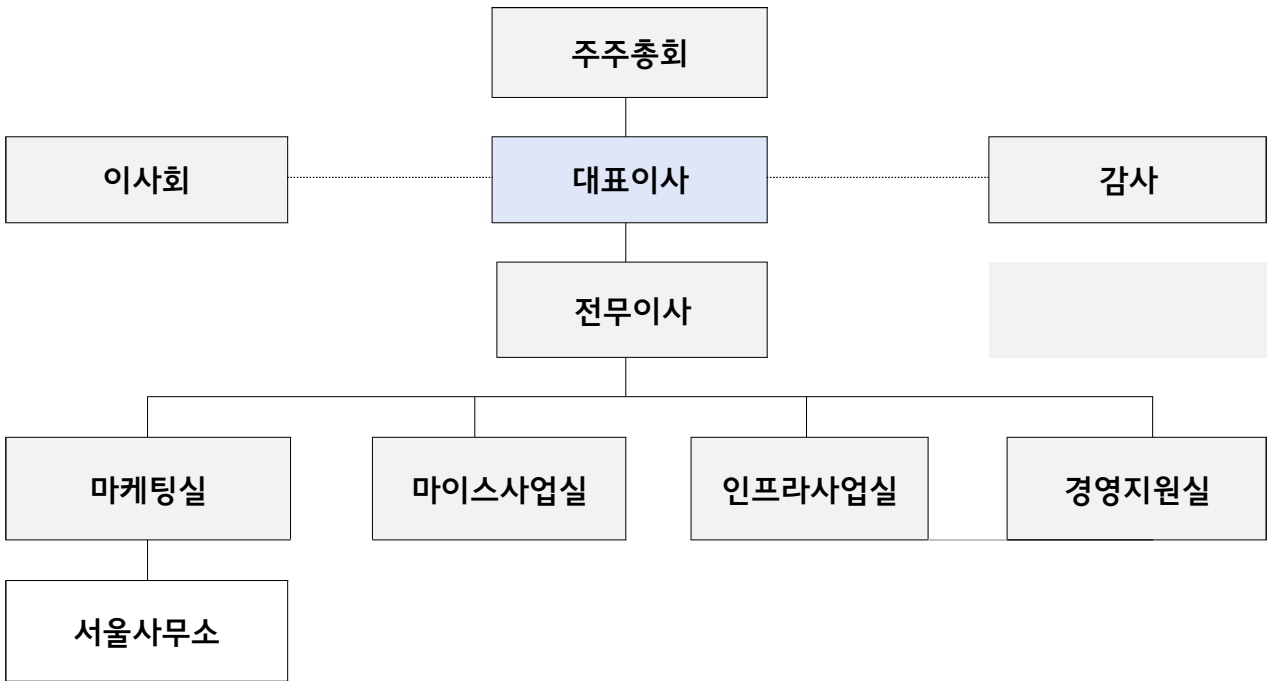 주주총회
이사회
대표이사
감사
전무이사
마케팅실
마이스사업실
인프라사업실
경영지원실
서울사무소